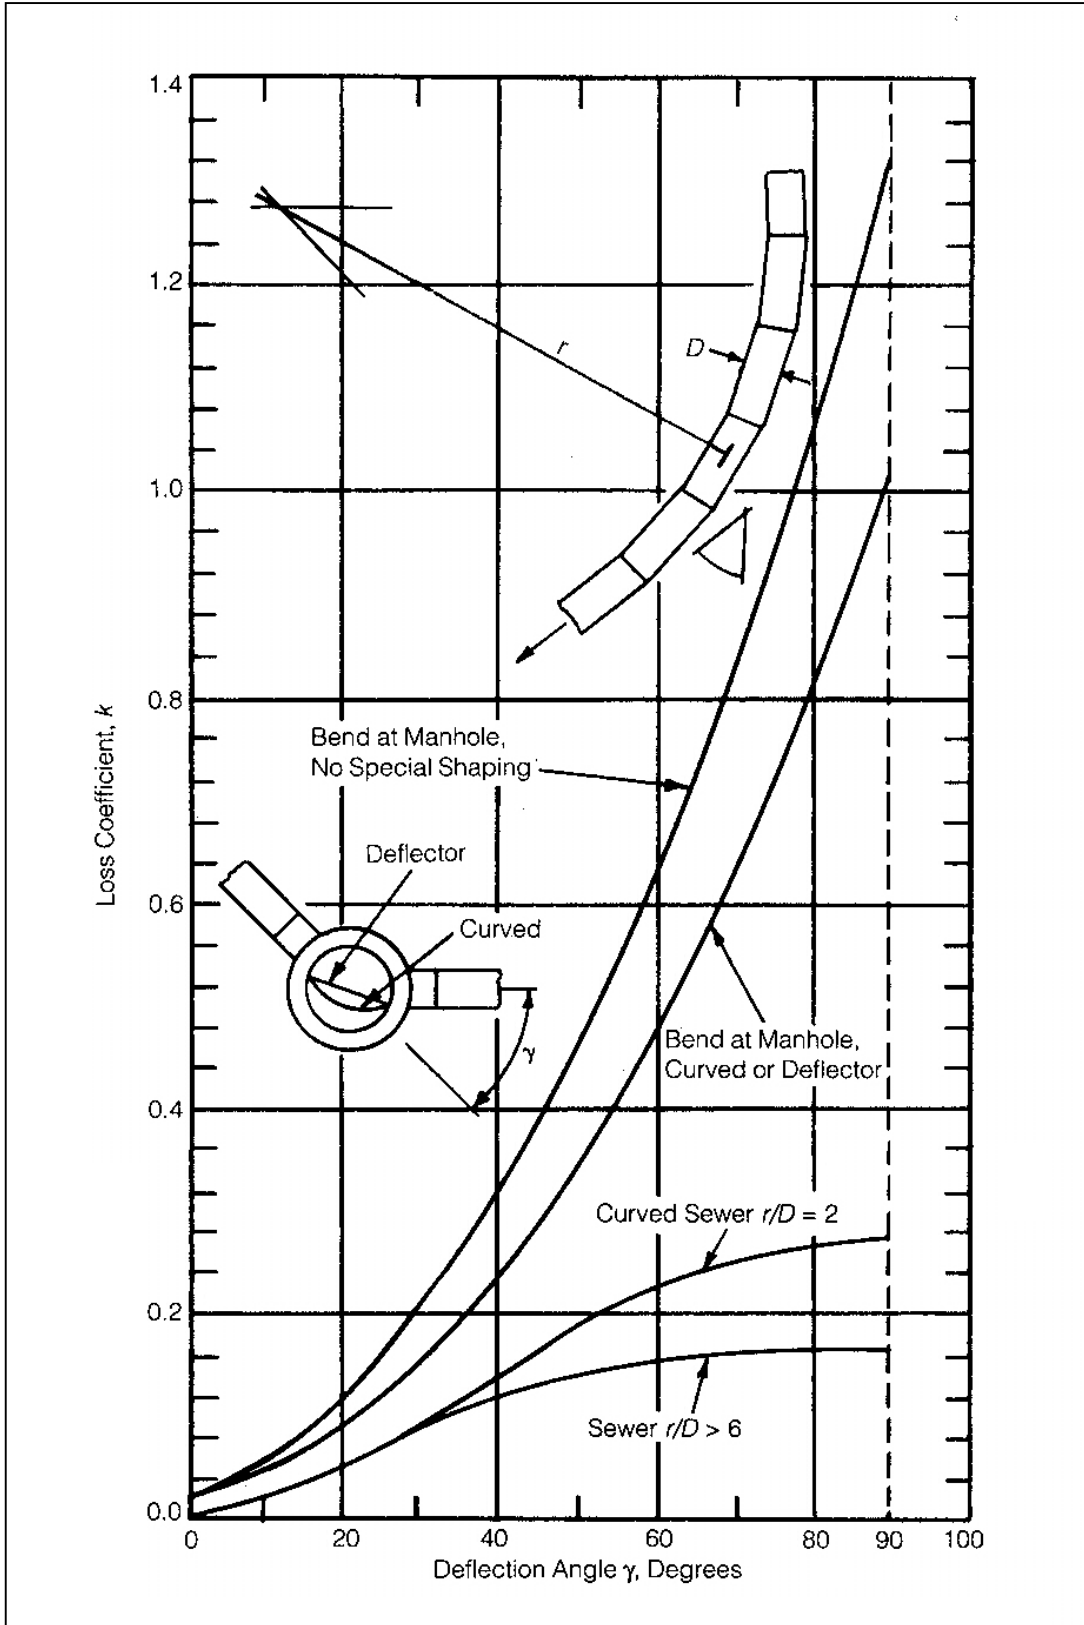 1.4
1.2
1.0
0.8
0.6
0.4
0.2
0.0
Loss Coefficient, k
r
D
Bend at Manhole,
No Special Shaping
Deflector
Curved
γ
Bend at Manhole,
Curved or Deflector
Curved Sewer r/D = 2
Sewer r/D > 6
0 20 40 60 80 90 100
Deflection Angle γ, Degrees